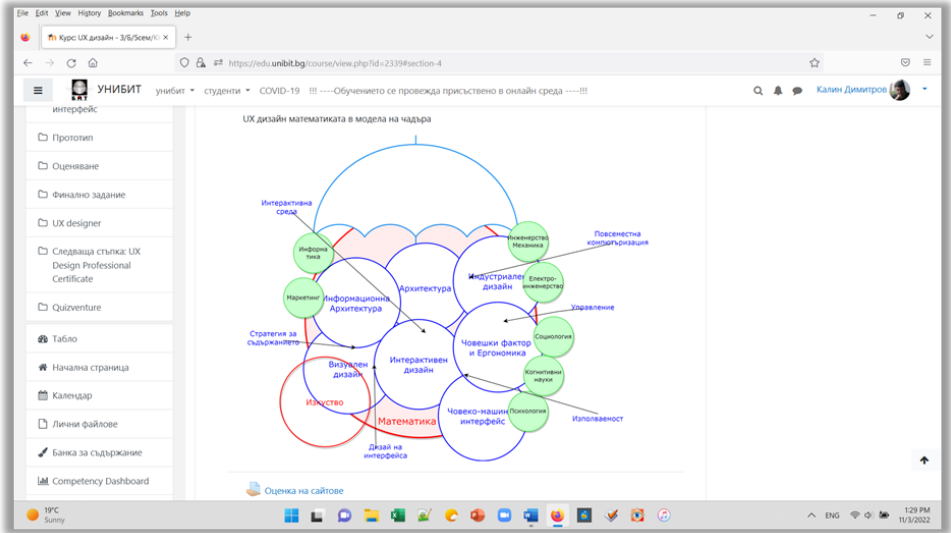 File Edit View History Bookmarks Tools Help
Курс: UX дизайн - 3/Б/5сем/К
https://edu.unibit.bg/course/view.php?id=2339#section-4
УНИБИТ унибит студенти COVID-19 !!! ----Обучението се провежда присъствено в онлайн среда ----!!! Калин Димитров
интерфейс
Прототип
Оценяване
Финално задание
UX designer
Следваща стъпка: UX
Design Professional
Certificate
Quizventure
Табло
Начална страница
Календар
Лични файлове
Банка за съдържание
Competency Dashboard
UX дизайн математиката в модела на чадъра
Интерактивна
среда
Инженерство
Механика
Повсенестна
компютъризация
Информа
тика
Архитектура
Индустриален
дизайн
Електро-
инженерство
Маркетинг
Информационна
Архитектура
Управление
Стратегия за
съдържанието
Човешки фактор
и Ергономика
Социология
Визуален
дизайн
Интерактивен
дизайн
Когнитивни
науки
Изкуство
Математика
Човеко-машин
интерфейс
Психология
Използваеност
Дизай на
интерфейса
Оценка на сайтове
19°C
Sunny
ENG
1:29 PM
11/3/2022